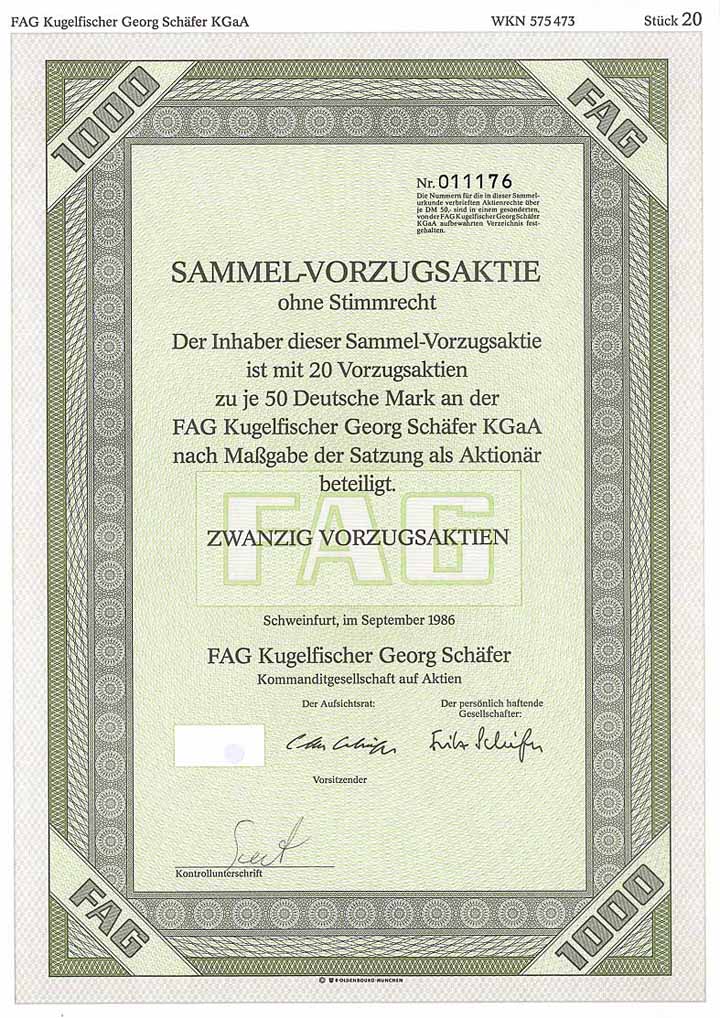 FAG Kugelfischer Georg Schäfer KGaA WKN 575 473 Stück 20
1000 FAG
Nr. 011176
Die Nummern für die in dieser Sammel-
urkunde verbrieften Aktienrechte über
je DM 50,- sind in einem gesonderten,
von der FAG Kugelfischer Georg Schäfer
KGaA aufbewahrten Verzeichnis fest-
gehalten.
SAMMEL-VORZUGSAKTIE
ohne Stimmrecht
Der Inhaber dieser Sammel-Vorzugsaktie
ist mit 20 Vorzugsaktien
zu je 50 Deutsche Mark an der
FAG Kugelfischer Georg Schäfer KGaA
nach Maßgabe der Satzung als Aktionär
beteiligt.
FAG
ZWANZIG VORZUGSAKTIEN
Schweinfurt, im September 1986
FAG Kugelfischer Georg Schäfer
Kommanditgesellschaft auf Aktien
Der Aufsichtsrat: Der persönlich haftende
Gesellschafter:
Fritz Schäfer
Vorsitzender
Kontrollunterschrift
FAG 1000
© R·OLDENBOURG·MÜNCHEN